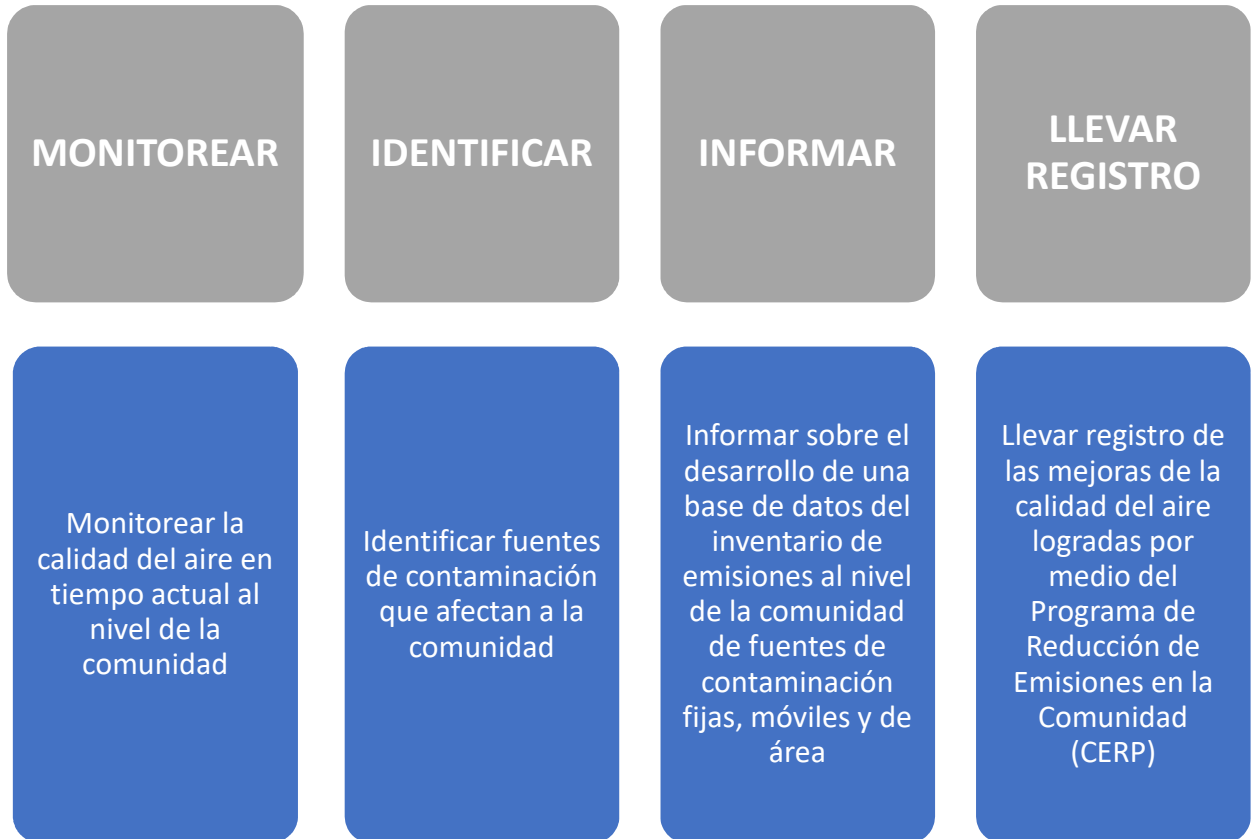 MONITOREAR
IDENTIFICAR
INFORMAR
LLEVAR
REGISTRO
Monitorear la
calidad del aire en
tiempo actual al
nivel de la
comunidad
Identificar fuentes
de contaminación
que afectan a la
comunidad
Informar sobre el
desarrollo de una
base de datos del
inventario de
emisiones al nivel
de la comunidad
de fuentes de
contaminación
fijas, móviles y de
área
Llevar registro de
las mejoras de la
calidad del aire
logradas por
medio del
Programa de
Reducción de
Emisiones en la
Comunidad
(CERP)